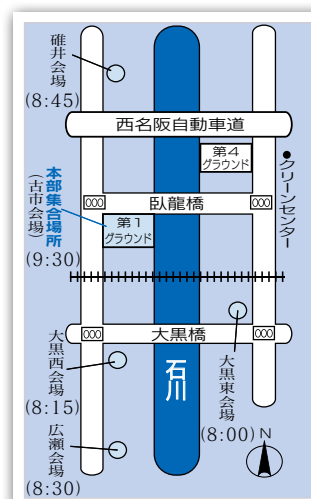 碓井会場
(8:45)
西名阪自動車道
第4
グラウンド
●クリーンセンター
本部集合場所
(古市会場)
(9:30)
臥龍橋
第1
グラウンド
大黒橋
大黒西会場
(8:15)
石川
大黒東会場
(8:00)
広瀬会場
(8:30)
N